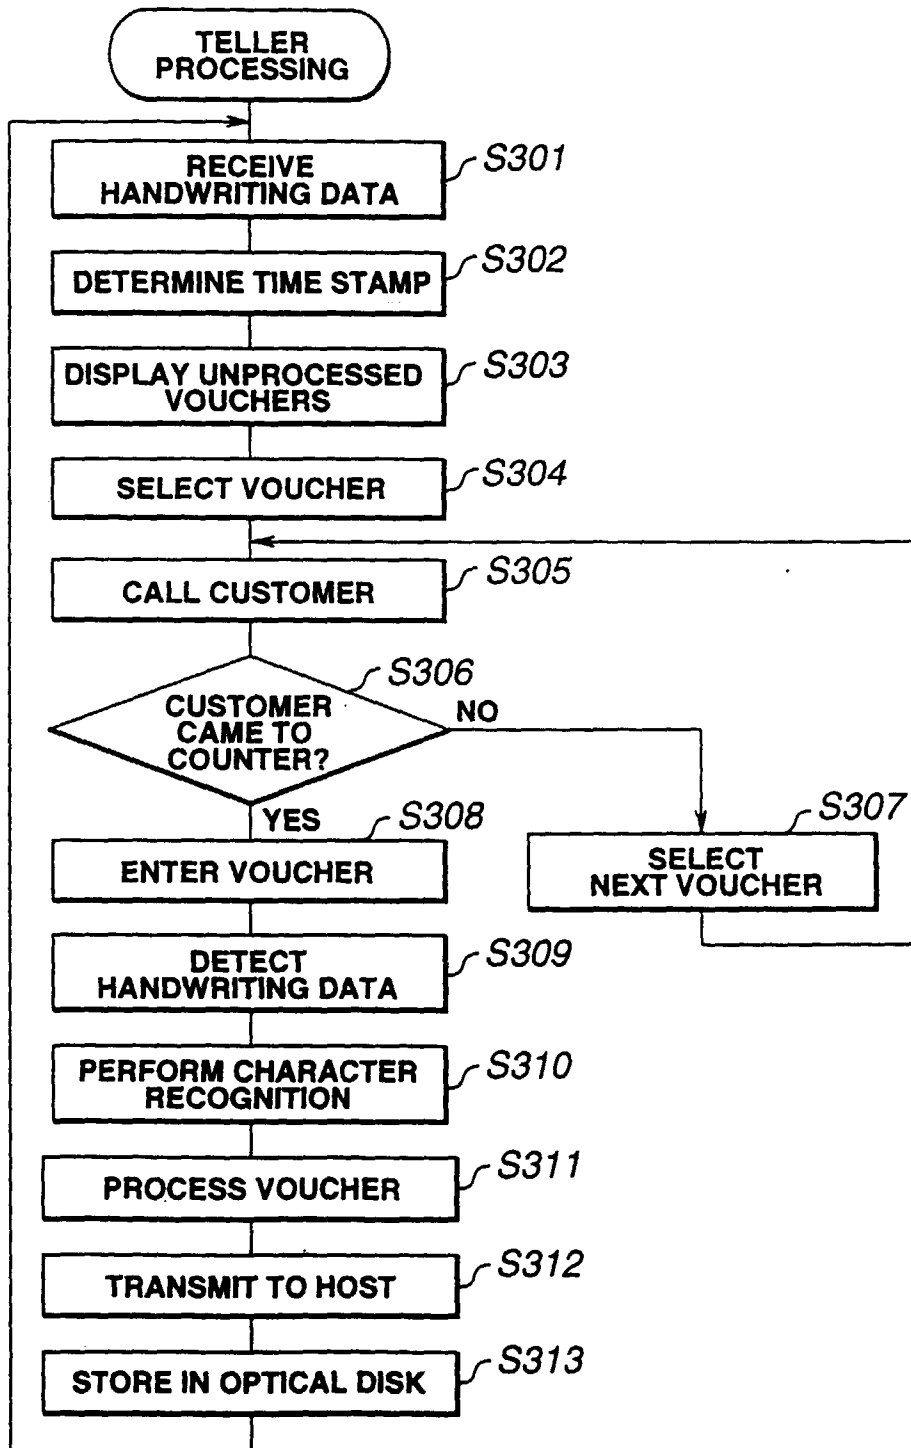 TELLER
PROCESSING
RECEIVE
HANDWRITING DATA
S301
DETERMINE TIME STAMP
S302
DISPLAY UNPROCESSED
VOUCHERS
S303
SELECT VOUCHER
S304
CALL CUSTOMER
S305
CUSTOMER
CAME TO
COUNTER?
S306
NO
YES
SELECT
NEXT VOUCHER
S307
ENTER VOUCHER
S308
DETECT
HANDWRITING DATA
S309
PERFORM CHARACTER
RECOGNITION
S310
PROCESS VOUCHER
S311
TRANSMIT TO HOST
S312
STORE IN OPTICAL DISK
S313